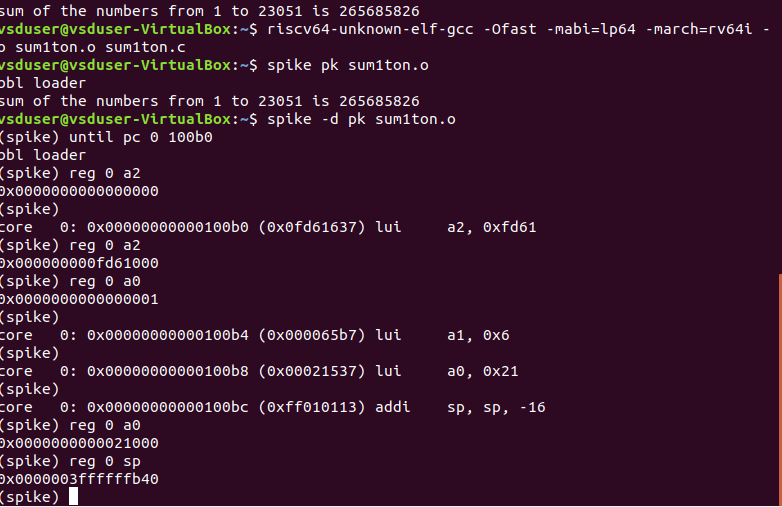 sum of the numbers from 1 to 23051 is 265685826
vsduser@vsduser-VirtualBox:~$ riscv64-unknown-elf-gcc -Ofast -mabi=lp64 -march=rv64i -
o sum1ton.o sum1ton.c
vsduser@vsduser-VirtualBox:~$ spike pk sum1ton.o
bbl loader
sum of the numbers from 1 to 23051 is 265685826
vsduser@vsduser-VirtualBox:~$ spike -d pk sum1ton.o
(spike) until pc 0 100b0
bbl loader
(spike) reg 0 a2
0x0000000000000000
(spike)
core   0: 0x00000000000100b0 (0x0fd61637) lui     a2, 0xfd61
(spike) reg 0 a2
0x000000000fd61000
(spike) reg 0 a0
0x0000000000000001
(spike)
core   0: 0x00000000000100b4 (0x000065b7) lui     a1, 0x6
(spike)
core   0: 0x00000000000100b8 (0x00021537) lui     a0, 0x21
(spike)
core   0: 0x00000000000100bc (0xff010113) addi    sp, sp, -16
(spike) reg 0 a0
0x0000000000021000
(spike) reg 0 sp
0x0000003ffffffb40
(spike)